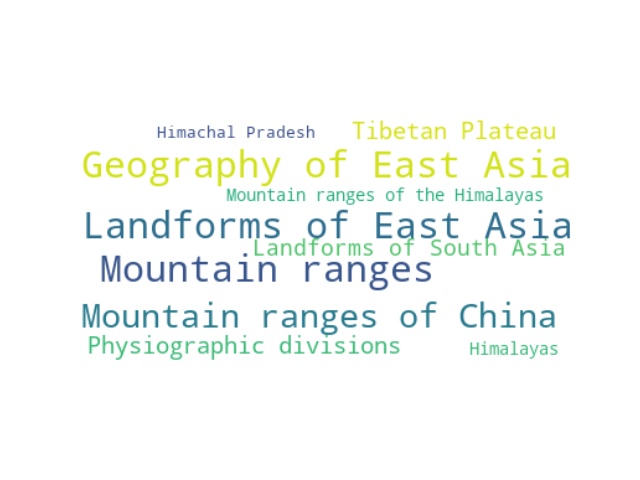 Himachal Pradesh
Tibetan Plateau
Geography of East Asia
Mountain ranges of the Himalayas
Landforms of East Asia
Landforms of South Asia
Mountain ranges
Mountain ranges of China
Physiographic divisions
Himalayas